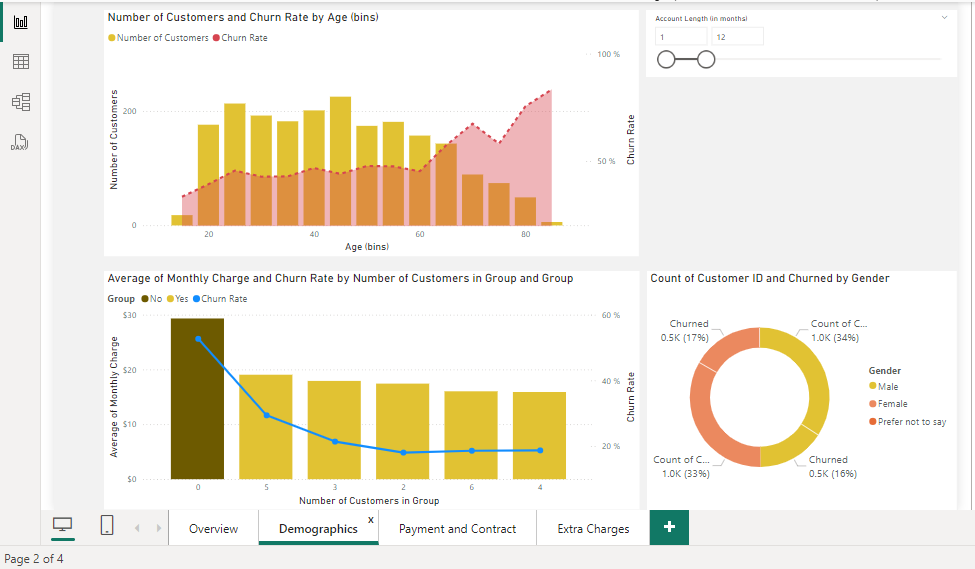 Number of Customers and Churn Rate by Age (bins)
Number of Customers Churn Rate
100 %
200
50 %
0
Number of Customers
Churn Rate
20 40 60 80
Age (bins)
Account Length (in months)
1 12
Average of Monthly Charge and Churn Rate by Number of Customers in Group and Group
Group No Yes Churn Rate
$30 60 %
$20 40 %
$10 20 %
$0
Average of Monthly Charge
Churn Rate
0 5 3 2 6 4
Number of Customers in Group
Count of Customer ID and Churned by Gender
Churned
0.5K (17%)
Count of C...
1.0K (34%)
Count of C...
1.0K (33%)
Churned
0.5K (16%)
Gender
Male
Female
Prefer not to say
DAX
Overview Demographics x Payment and Contract Extra Charges +
Page 2 of 4